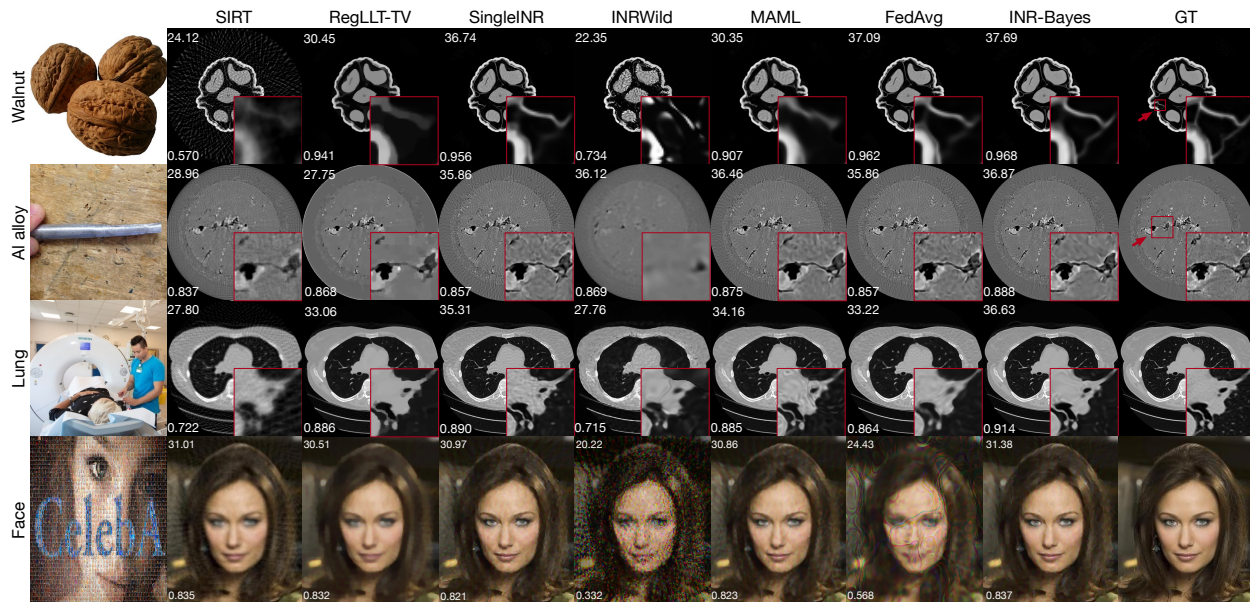 SIRT RegLLT-TV SingleINR INRWild MAML FedAvg INR-Bayes GT
Walnut
24.12 30.45 36.74 22.35 30.35 37.09 37.69
0.570 0.941 0.956 0.734 0.907 0.962 0.968
Al alloy
28.96 27.75 35.86 36.12 36.46 35.86 36.87
0.837 0.868 0.857 0.869 0.875 0.857 0.888
Lung
27.80 33.06 35.31 27.76 34.16 33.22 36.63
0.722 0.886 0.890 0.715 0.885 0.864 0.914
Face
CelebA
31.01 30.51 30.97 20.22 30.86 24.43 31.38
0.835 0.832 0.821 0.332 0.823 0.568 0.837